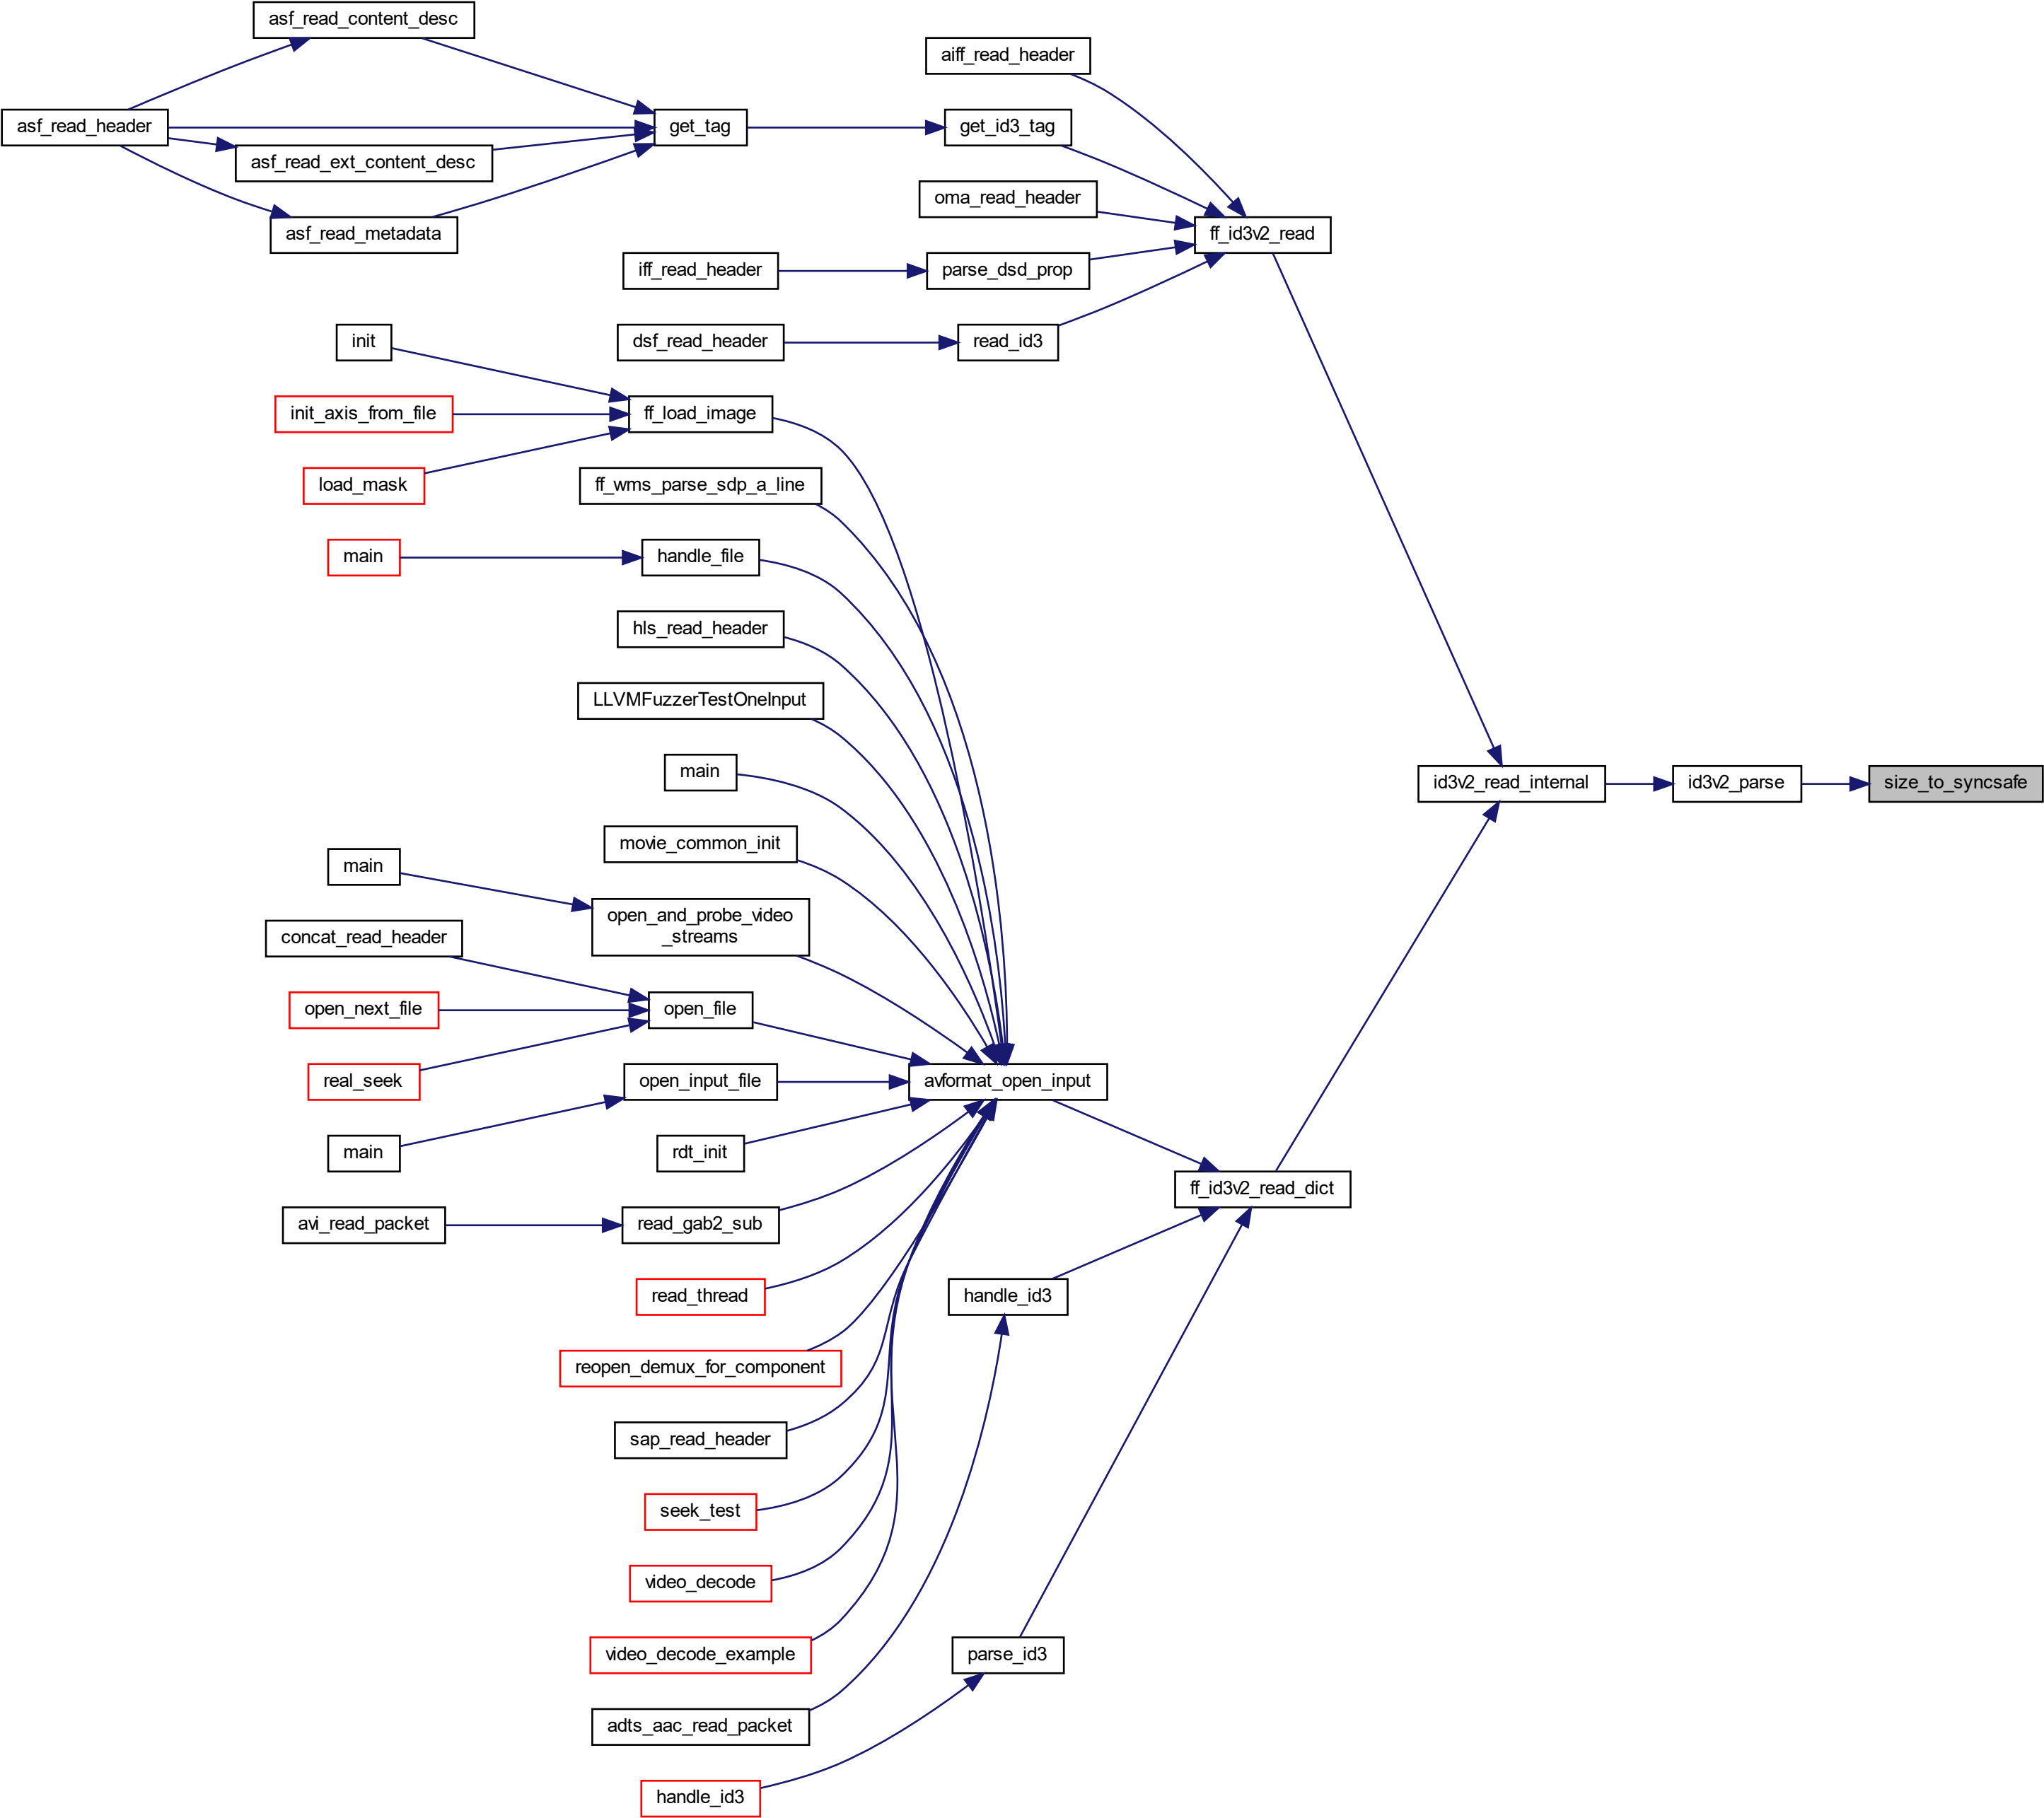 asf_read_content_desc
aiff_read_header
asf_read_header
get_tag
get_id3_tag
asf_read_ext_content_desc
oma_read_header
asf_read_metadata
ff_id3v2_read
iff_read_header
parse_dsd_prop
init
dsf_read_header
read_id3
init_axis_from_file
ff_load_image
load_mask
ff_wms_parse_sdp_a_line
main
handle_file
hls_read_header
LLVMFuzzerTestOneInput
main
id3v2_read_internal
id3v2_parse
size_to_syncsafe
movie_common_init
main
open_and_probe_video
_streams
concat_read_header
open_next_file
open_file
real_seek
open_input_file
avformat_open_input
main
rdt_init
ff_id3v2_read_dict
avi_read_packet
read_gab2_sub
read_thread
handle_id3
reopen_demux_for_component
sap_read_header
seek_test
video_decode
video_decode_example
parse_id3
adts_aac_read_packet
handle_id3